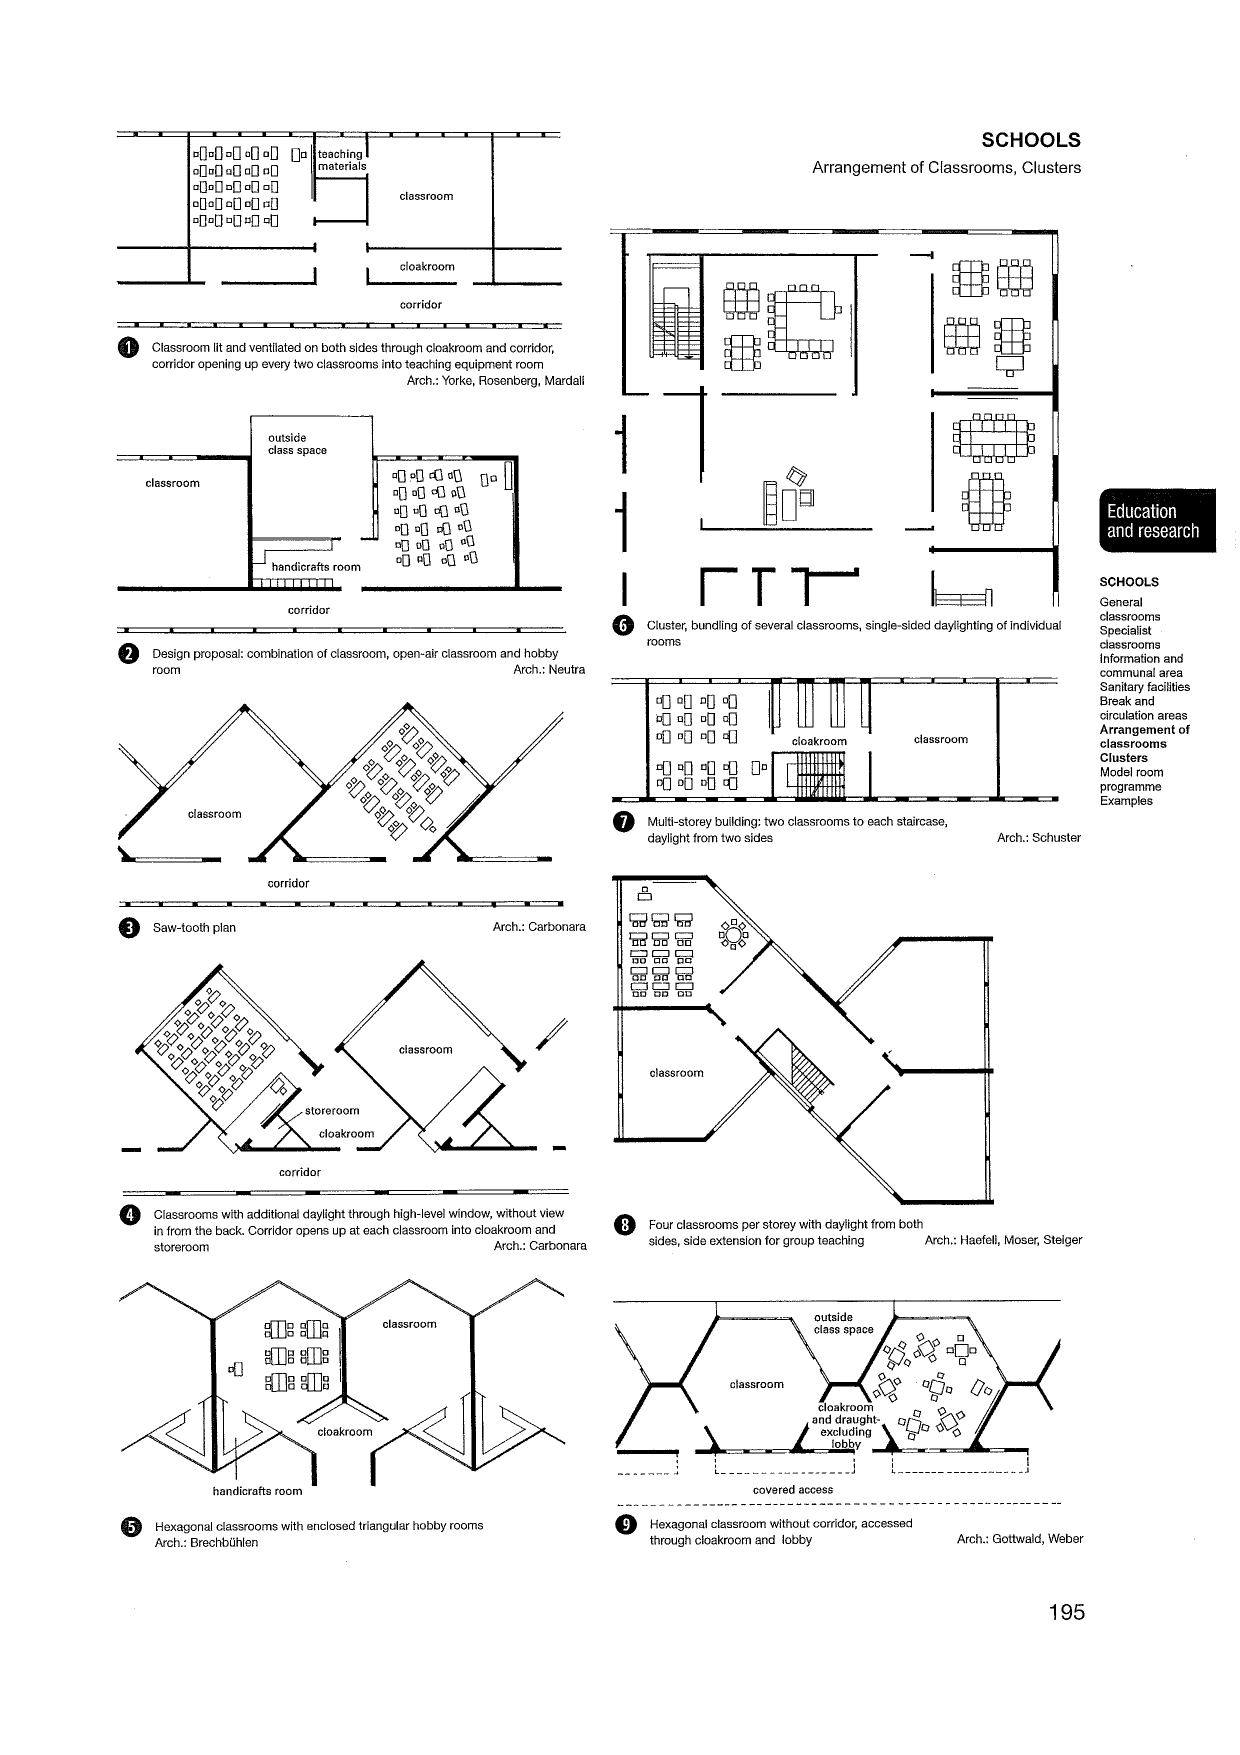 SCHOOLS
Arrangement of Classrooms, Clusters
teaching
materials
classroom
cloakroom
corridor
1 Classroom lit and ventilated on both sides through cloakroom and corridor,
corridor opening up every two classrooms into teaching equipment room
Arch.: Yorke, Rosenberg, Mardall
outside
class space
classroom
handicrafts room
corridor
2 Design proposal: combination of classroom, open-air classroom and hobby
room Arch.: Neutra
classroom
corridor
3 Saw-tooth plan Arch.: Carbonara
classroom
storeroom
cloakroom
corridor
4 Classrooms with additional daylight through high-level window, without view
in from the back. Corridor opens up at each classroom into cloakroom and
storeroom Arch.: Carbonara
classroom
cloakroom
handicrafts room
5 Hexagonal classrooms with enclosed triangular hobby rooms
Arch.: Brechbühlen
6 Cluster, bundling of several classrooms, single-sided daylighting of individual
rooms
cloakroom
classroom
7 Multi-storey building: two classrooms to each staircase,
daylight from two sides Arch.: Schuster
classroom
8 Four classrooms per storey with daylight from both
sides, side extension for group teaching Arch.: Haefeli, Moser, Steiger
outside
class space
classroom
cloakroom
and draught-
excluding
lobby
covered access
9 Hexagonal classroom without corridor, accessed
through cloakroom and lobby Arch.: Gottwald, Weber
Education
and research
SCHOOLS
General
classrooms
Specialist
classrooms
Information and
communal area
Sanitary facilities
Break and
circulation areas
Arrangement of
classrooms
Clusters
Model room
programme
Examples
195